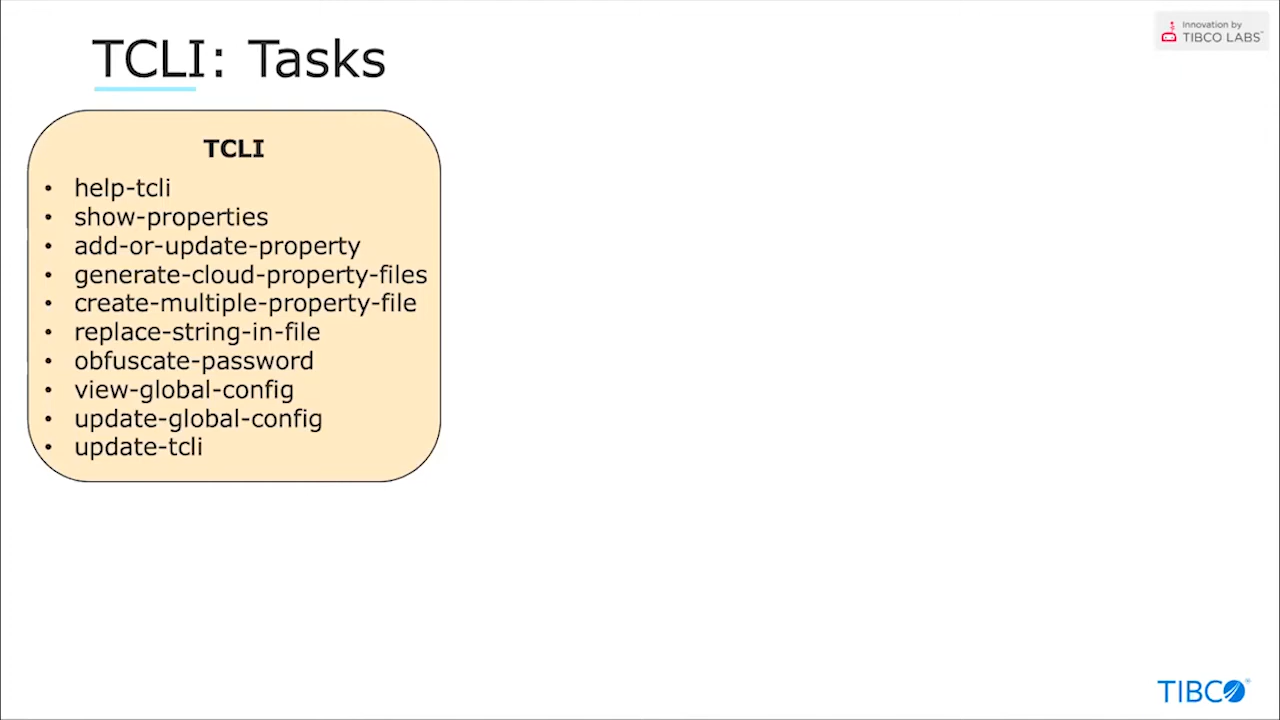 Innovation by
TIBCO LABS™
TCLI: Tasks
TCLI
• help-tcli
• show-properties
• add-or-update-property
• generate-cloud-property-files
• create-multiple-property-file
• replace-string-in-file
• obfuscate-password
• view-global-config
• update-global-config
• update-tcli
TIBCO®